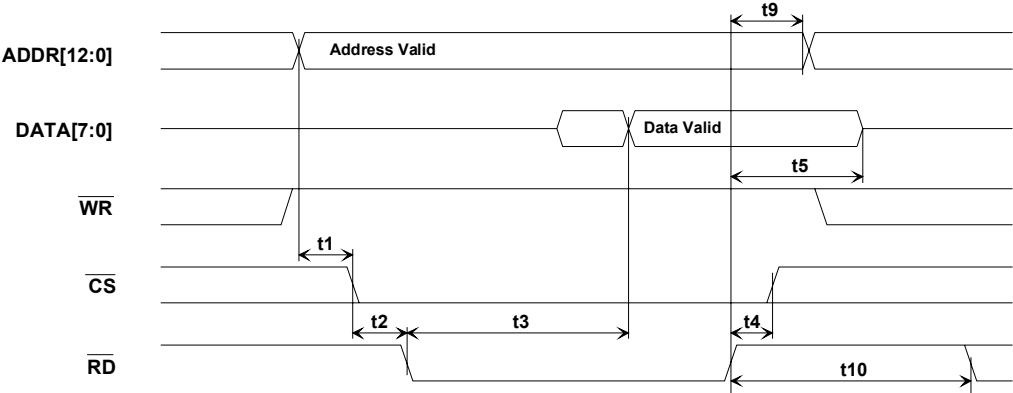 t9
ADDR[12:0] Address Valid
DATA[7:0] Data Valid
t5
WR
t1
CS
t2 t3 t4
RD t10